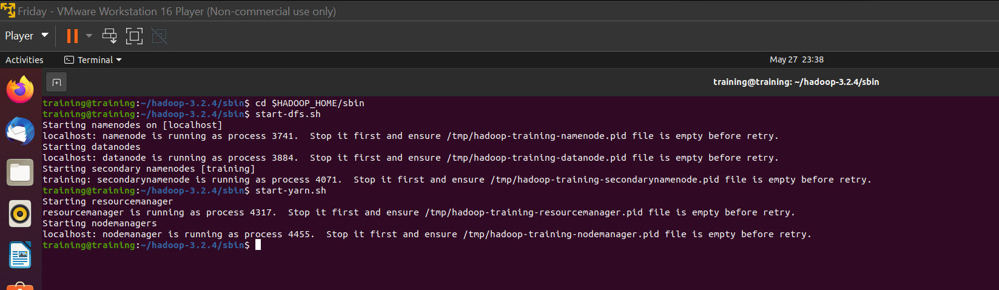 Friday - VMware Workstation 16 Player (Non-commercial use only)
Player
Activities
Terminal
May 27 23:38
training@training: ~/hadoop-3.2.4/sbin
training@training:~/hadoop-3.2.4/sbin$ cd $HADOOP_HOME/sbin
training@training:~/hadoop-3.2.4/sbin$ start-dfs.sh
Starting namenodes on [localhost]
localhost: namenode is running as process 3741.  Stop it first and ensure /tmp/hadoop-training-namenode.pid file is empty before retry.
Starting datanodes
localhost: datanode is running as process 3884.  Stop it first and ensure /tmp/hadoop-training-datanode.pid file is empty before retry.
Starting secondary namenodes [training]
training: secondarynamenode is running as process 4071.  Stop it first and ensure /tmp/hadoop-training-secondarynamenode.pid file is empty before retry.
training@training:~/hadoop-3.2.4/sbin$ start-yarn.sh
Starting resourcemanager
resourcemanager is running as process 4317.  Stop it first and ensure /tmp/hadoop-training-resourcemanager.pid file is empty before retry.
Starting nodemanagers
localhost: nodemanager is running as process 4455.  Stop it first and ensure /tmp/hadoop-training-nodemanager.pid file is empty before retry.
training@training:~/hadoop-3.2.4/sbin$